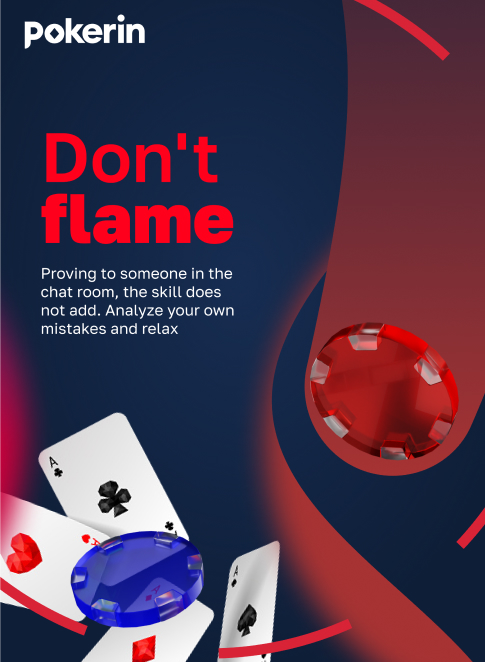 pokerin
Don't
flame
Proving to someone in the
chat room, the skill does
not add. Analyze your own
mistakes and relax
A
A
A